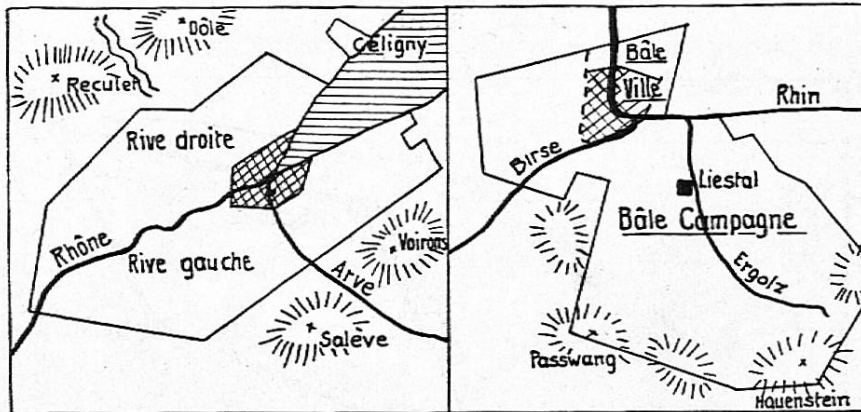 Dôle
Reculet
Céligny
Rive droite
Rhône
Rive gauche
Arve
Voirons
Salève
Bâle
Ville
Rhin
Birse
Liestal
Bâle Campagne
Ergolz
Passwang
Hauenstein